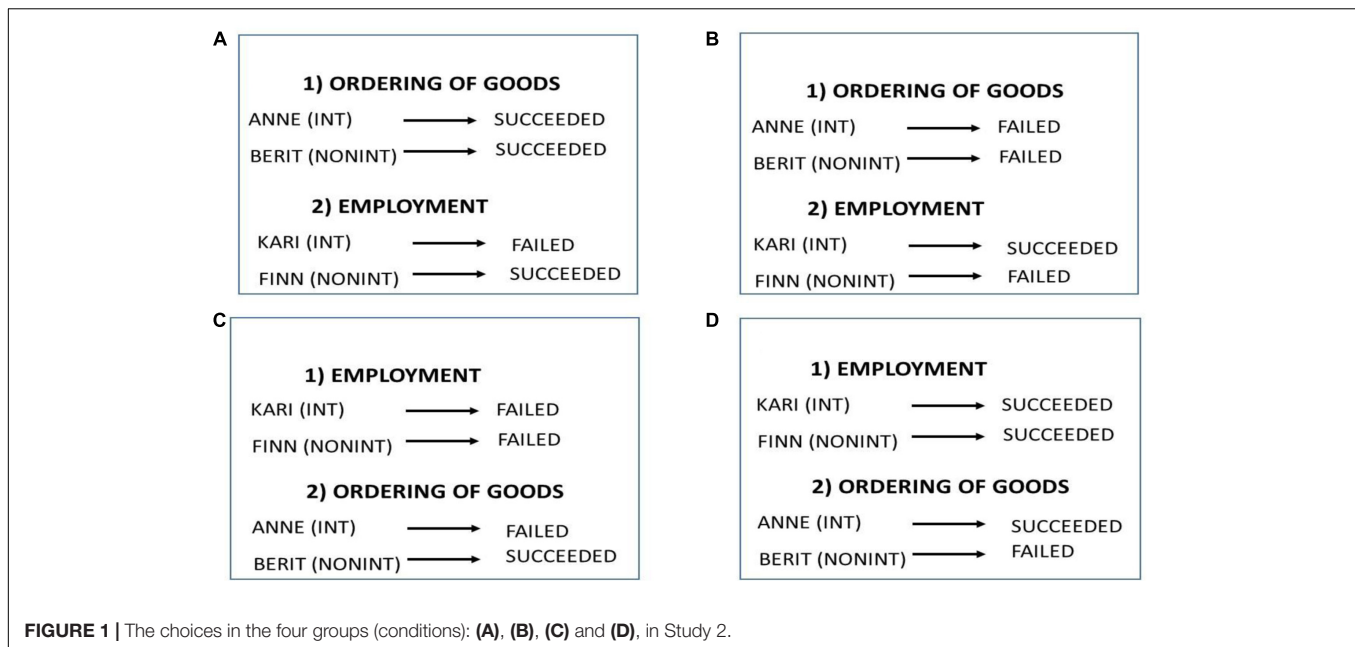 A
1) ORDERING OF GOODS
ANNE (INT) SUCCEEDED
BERIT (NONINT) SUCCEEDED
2) EMPLOYMENT
KARI (INT) FAILED
FINN (NONINT) SUCCEEDED
B
1) ORDERING OF GOODS
ANNE (INT) FAILED
BERIT (NONINT) FAILED
2) EMPLOYMENT
KARI (INT) SUCCEEDED
FINN (NONINT) FAILED
C
1) EMPLOYMENT
KARI (INT) FAILED
FINN (NONINT) FAILED
2) ORDERING OF GOODS
ANNE (INT) FAILED
BERIT (NONINT) SUCCEEDED
D
1) EMPLOYMENT
KARI (INT) SUCCEEDED
FINN (NONINT) SUCCEEDED
2) ORDERING OF GOODS
ANNE (INT) SUCCEEDED
BERIT (NONINT) FAILED
FIGURE 1 | The choices in the four groups (conditions): (A), (B), (C) and (D), in Study 2.